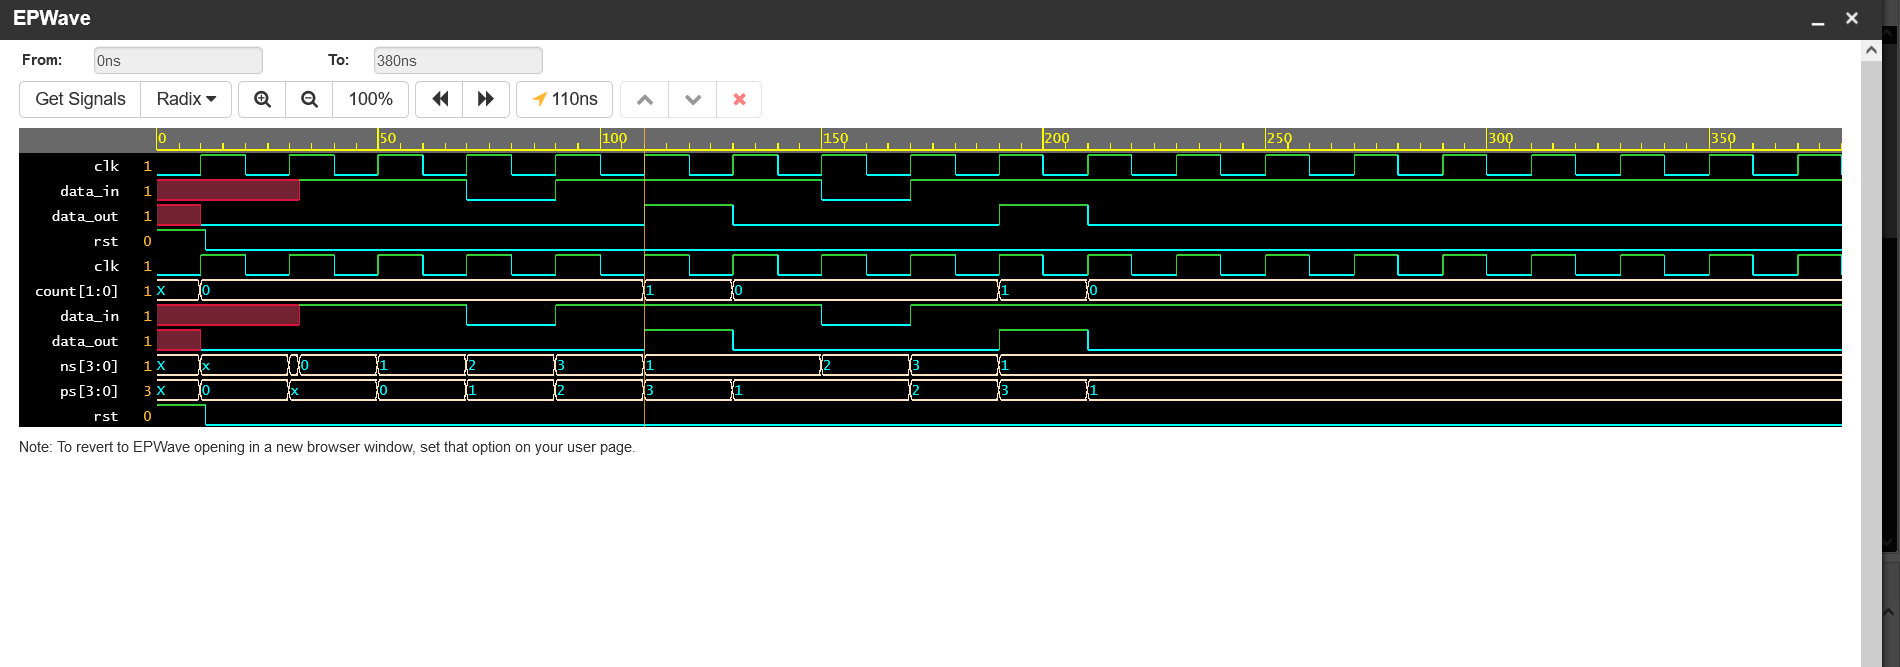 EPWave
From: 0ns To: 380ns
Get Signals Radix 100% 110ns
0 50 100 150 200 250 300 350
clk 1
data_in 1
data_out 1
rst 0
clk 1
count[1:0] 1 X 0 1 0 1 0
data_in 1
data_out 1
ns[3:0] 1 X x 0 1 2 3 1 2 3 1
ps[3:0] 3 X 0 x 0 1 2 3 1 2 3 1
rst 0
Note: To revert to EPWave opening in a new browser window, set that option on your user page.